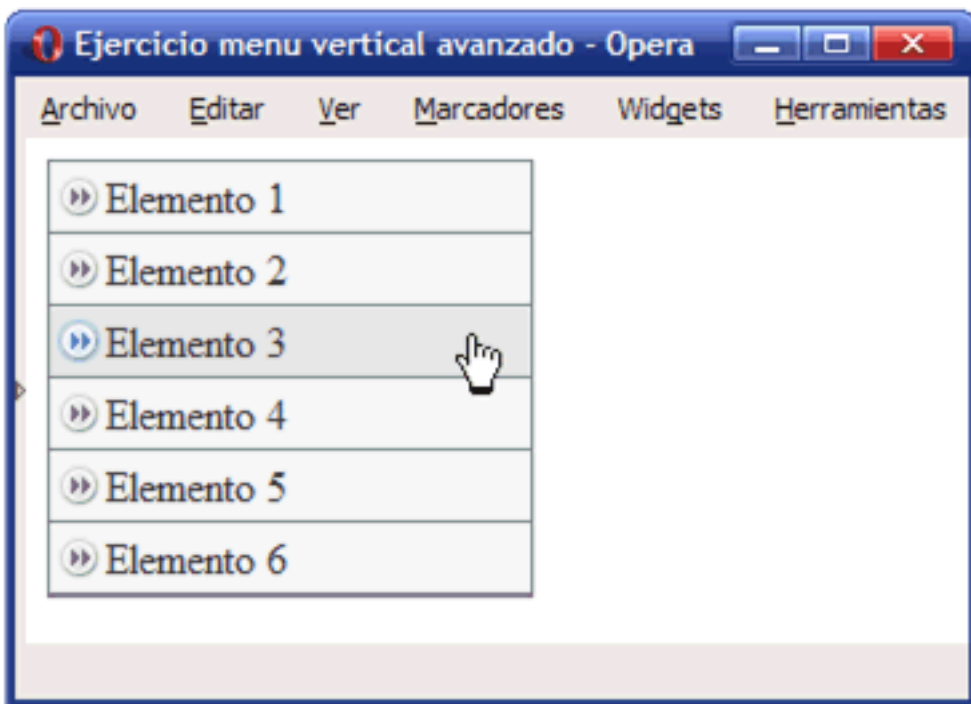 Ejercicio menu vertical avanzado - Opera
Archivo Editar Ver Marcadores Widgets Herramientas
Elemento 1
Elemento 2
Elemento 3
Elemento 4
Elemento 5
Elemento 6